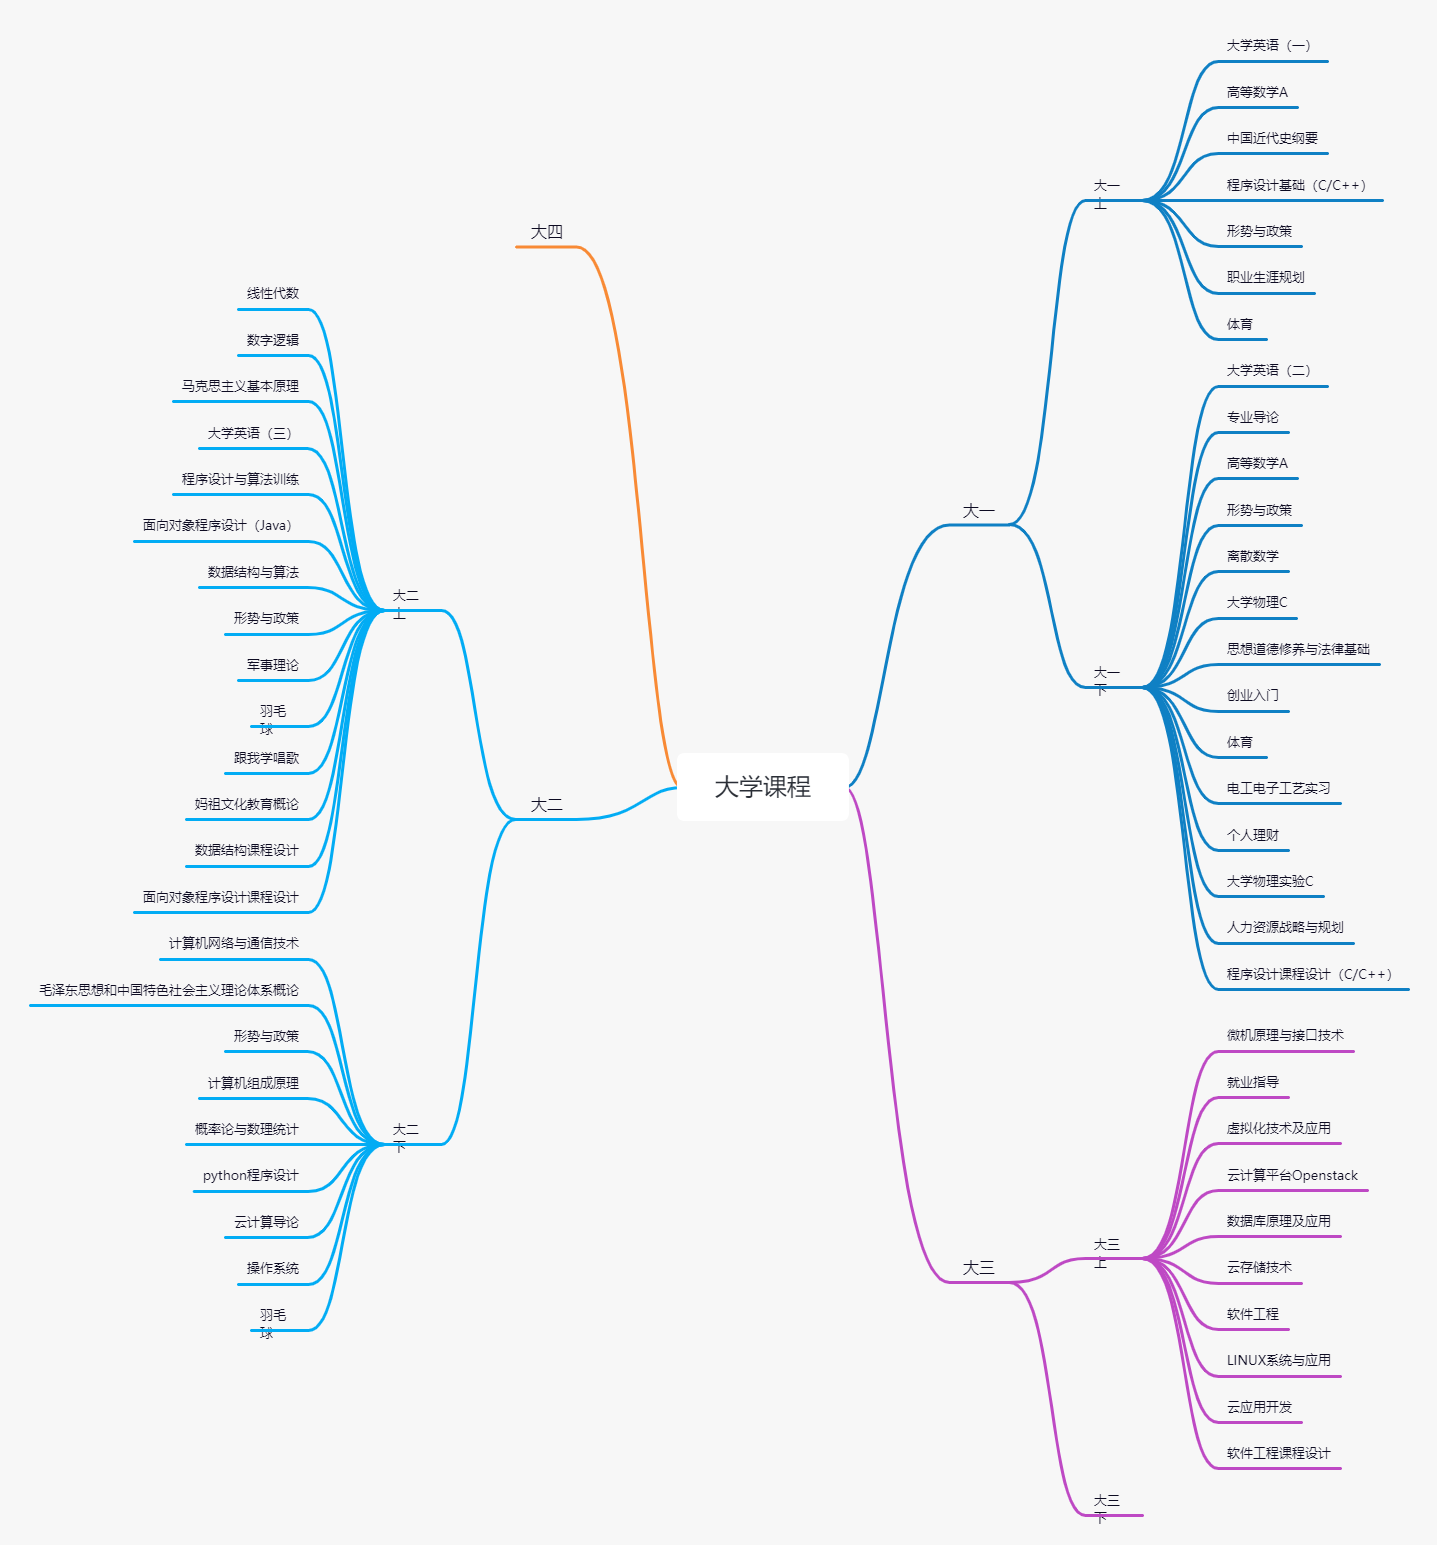 大学课程
大一
大一
上
大学英语（一）
高等数学A
中国近代史纲要
程序设计基础（C/C++）
形势与政策
职业生涯规划
体育
大一
下
大学英语（二）
专业导论
高等数学A
形势与政策
离散数学
大学物理C
思想道德修养与法律基础
创业入门
体育
电工电子工艺实习
个人理财
大学物理实验C
人力资源战略与规划
程序设计课程设计（C/C++）
大二
大二
上
线性代数
数字逻辑
马克思主义基本原理
大学英语（三）
程序设计与算法训练
面向对象程序设计（Java）
数据结构与算法
形势与政策
军事理论
羽毛
球
跟我学唱歌
妈祖文化教育概论
数据结构课程设计
面向对象程序设计课程设计
大二
下
计算机网络与通信技术
毛泽东思想和中国特色社会主义理论体系概论
形势与政策
计算机组成原理
概率论与数理统计
python程序设计
云计算导论
操作系统
羽毛
球
大三
大三
上
微机原理与接口技术
就业指导
虚拟化技术及应用
云计算平台Openstack
数据库原理及应用
云存储技术
软件工程
LINUX系统与应用
云应用开发
软件工程课程设计
大三
下
大四